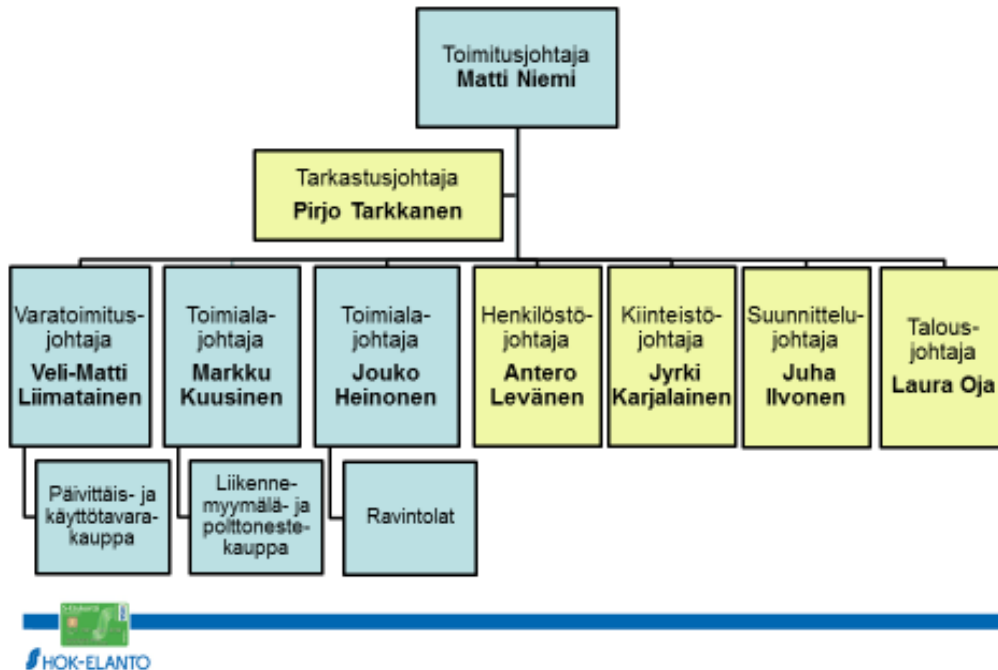 Toimitusjohtaja
Matti Niemi
Tarkastusjohtaja
Pirjo Tarkkanen
Varatoimitus-
johtaja
Veli-Matti
Liimatainen
Toimiala-
johtaja
Markku
Kuusinen
Toimiala-
johtaja
Jouko
Heinonen
Henkilöstö-
johtaja
Antero
Levänen
Kiinteistö-
johtaja
Jyrki
Karjalainen
Suunnittelu-
johtaja
Juha
Ilvonen
Talous-
johtaja
Laura Oja
Päivittäis- ja
käyttötavara-
kauppa
Liikenne-
myymälä- ja
polttoneste-
kauppa
Ravintolat
HOK-ELANTO